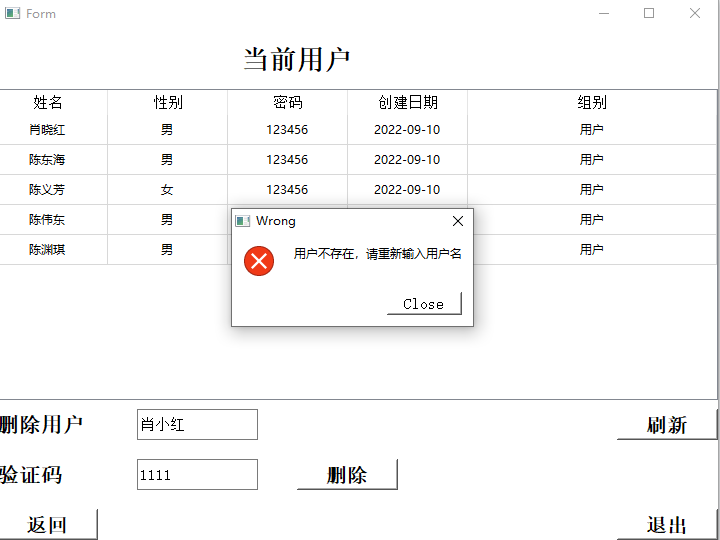 Form
当前用户
姓名 性别 密码 创建日期 组别
肖晓红 男 123456 2022-09-10 用户
陈东海 男 123456 2022-09-10 用户
陈义芳 女 123456 2022-09-10 用户
陈伟东 男 用户
陈渊琪 男 用户
Wrong
用户不存在，请重新输入用户名
Close
删除用户 肖小红 刷新
验证码 1111 删除
返回 退出